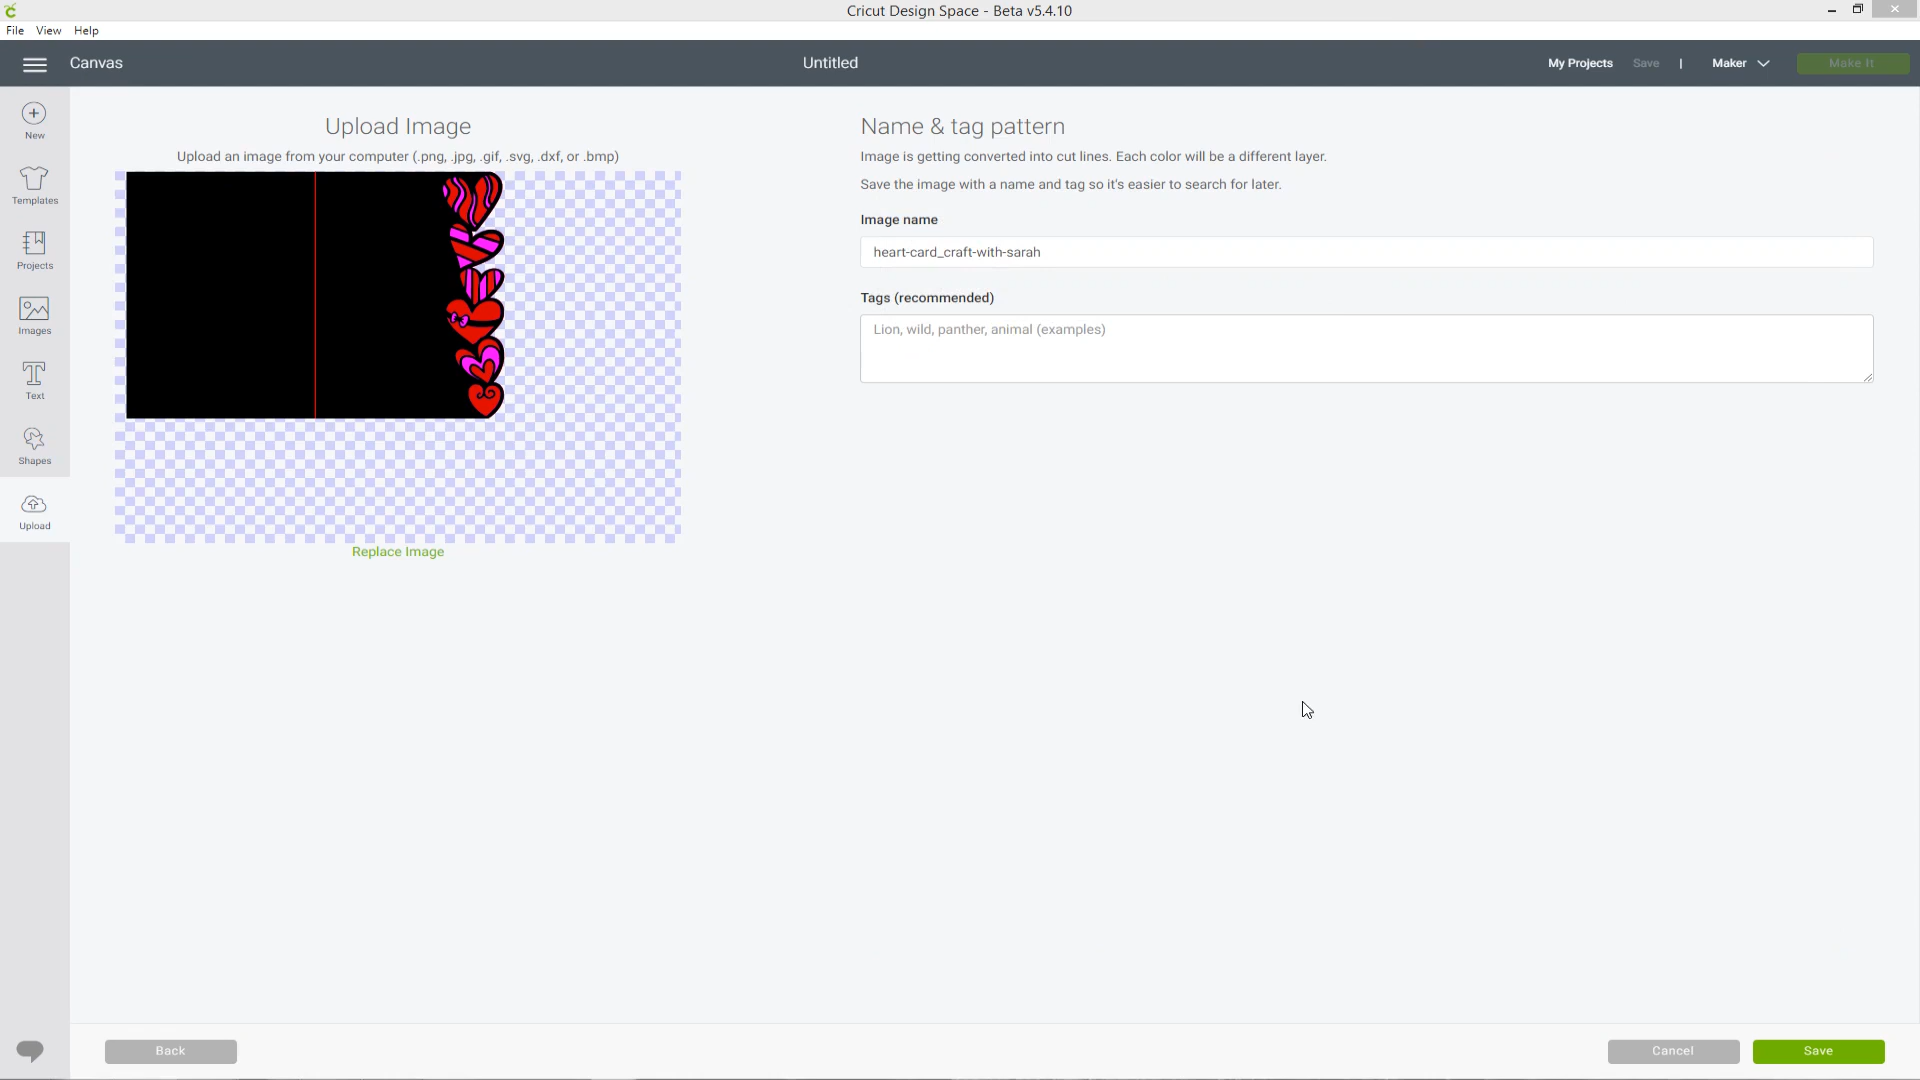 Cricut Design Space - Beta v5.4.10
File View Help
Canvas Untitled My Projects Save | Maker Make It
New
Templates
Projects
Images
Text
Shapes
Upload
Upload Image
Upload an image from your computer (.png, .jpg, .gif, .svg, .dxf, or .bmp)
Replace Image
Name & tag pattern
Image is getting converted into cut lines. Each color will be a different layer.
Save the image with a name and tag so it's easier to search for later.
Image name
heart-card_craft-with-sarah
Tags (recommended)
Lion, wild, panther, animal (examples)
Back Cancel Save